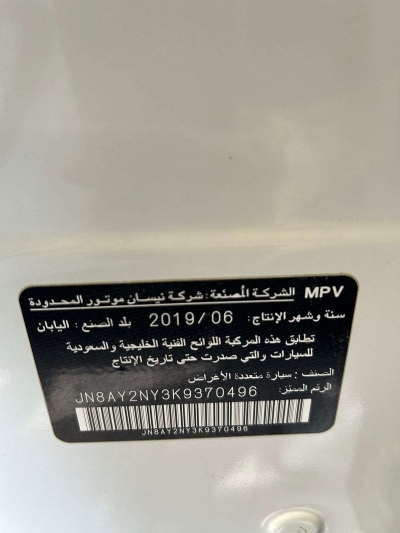 MPV الشركة المصنعة : شركة نيسان موتور المحدودة
سنة وشهر الإنتاج: 2019/06 بلد الصنع: اليابان
تطابق هذه المركبة اللوائح الفنية الخليجية والسعودية
للسيارات والتي صدرت حتى تاريخ الإنتاج
الصنف : سيارة متعددة الأغراض
الرقم المميز: JN8AY2NY3K9370496
JN8AY2NY3K9370496